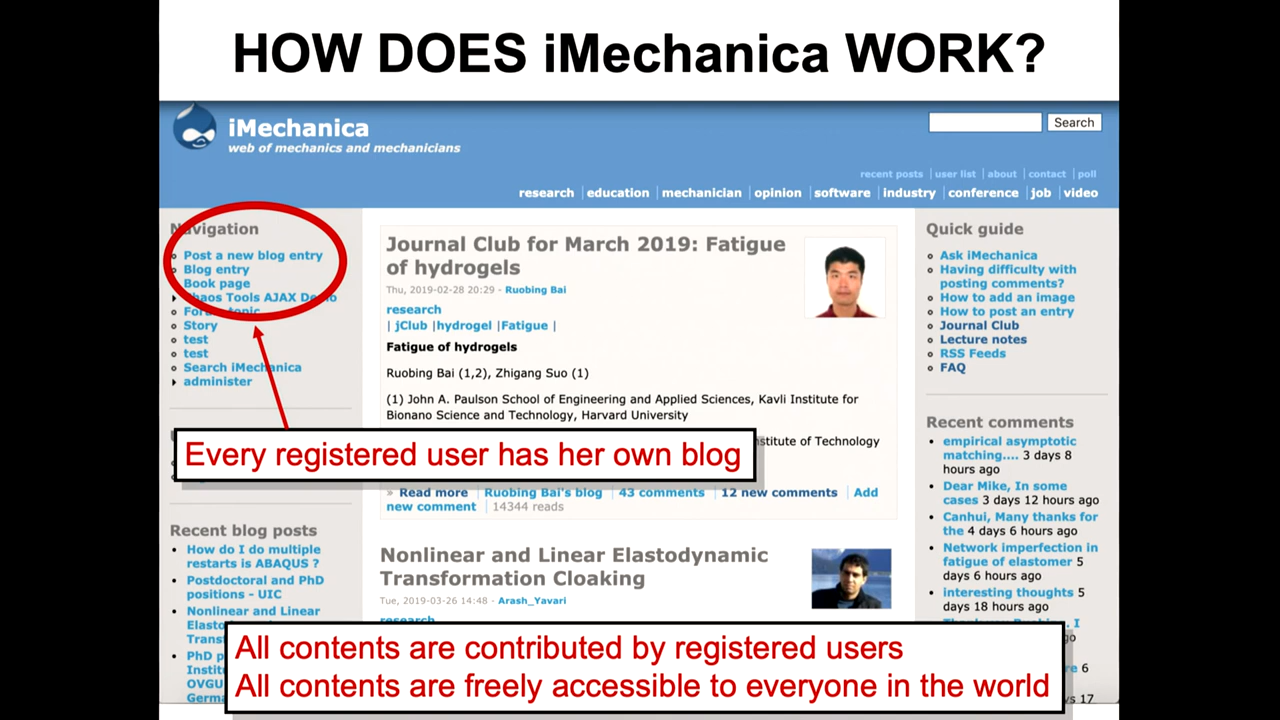 HOW DOES iMechanica WORK?
iMechanica
web of mechanics and mechanicians
Search
recent posts | user list | about | contact | poll
research | education | mechanician | opinion | software | industry | conference | job | video
Navigation
Post a new blog entry
Blog entry
Book page
Chaos Tools AJAX Demo
Forum topic
Story
test
test
Search iMechanica
administer
Every registered user has her own blog
Recent blog posts
How do I do multiple
restarts is ABAQUS ?
Postdoctoral and PhD
positions - UIC
Nonlinear and Linear
PhD
OVGU
Journal Club for March 2019: Fatigue
of hydrogels
Thu, 2019-02-28 20:29 - Ruobing Bai
research
| jClub |hydrogel |Fatigue |
Fatigue of hydrogels
Ruobing Bai (1,2), Zhigang Suo (1)
(1) John A. Paulson School of Engineering and Applied Sciences, Kavli Institute for
Bionano Science and Technology, Harvard University
of Technology
» Read more | Ruobing Bai's blog | 43 comments | 12 new comments | Add
new comment | 14344 reads
Nonlinear and Linear Elastodynamic
Transformation Cloaking
Tue, 2019-03-26 14:48 - Arash_Yavari
research
Quick guide
Ask iMechanica
Having difficulty with
posting comments?
How to add an image
How to post an entry
Journal Club
Lecture notes
RSS Feeds
FAQ
Recent comments
empirical asymptotic
matching.... 3 days 8
hours ago
Dear Mike, In some
cases 3 days 12 hours ago
Canhui, Many thanks for
the 4 days 6 hours ago
Network imperfection in
fatigue of elastomer 5
days 6 hours ago
interesting thoughts 5
days 18 hours ago
6
17
All contents are contributed by registered users
All contents are freely accessible to everyone in the world